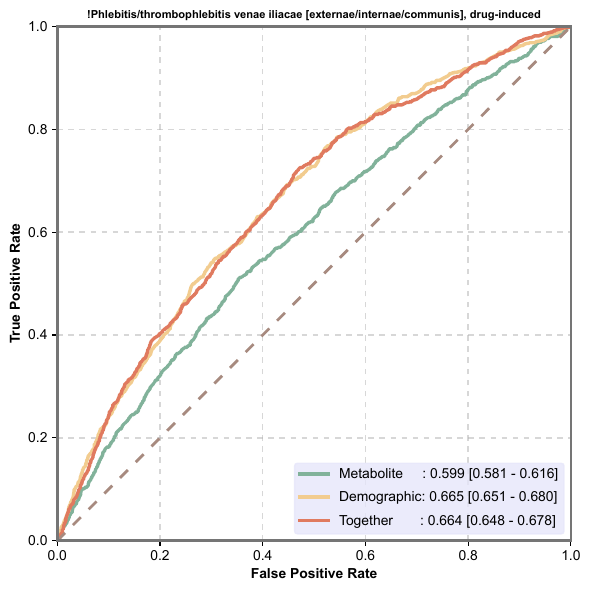 !Phlebitis/thrombophlebitis venae iliacae [externae/internae/communis], drug-induced
1.0
0.8
0.6
0.4
0.2
0.0
True Positive Rate
Metabolite : 0.599 [0.581 - 0.616]
Demographic: 0.665 [0.651 - 0.680]
Together : 0.664 [0.648 - 0.678]
0.0 0.2 0.4 0.6 0.8 1.0
False Positive Rate